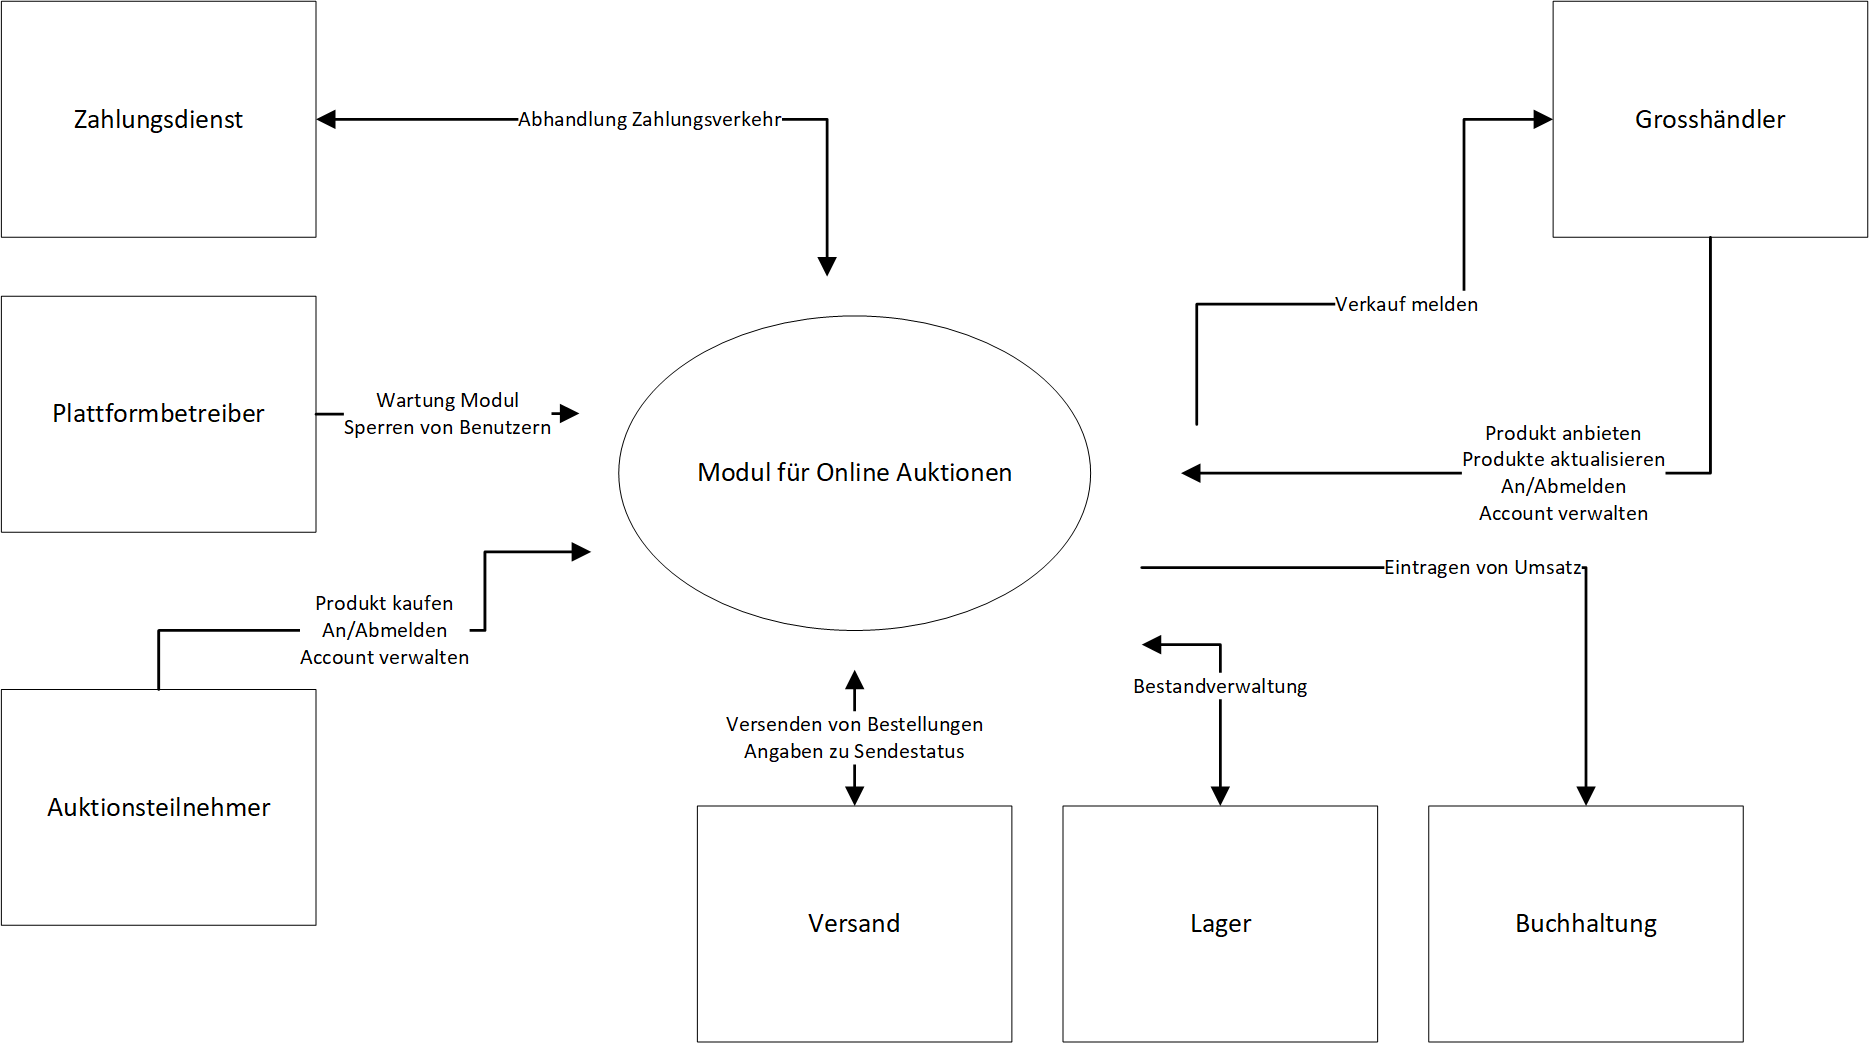 Zahlungsdienst
Abhandlung Zahlungsverkehr
Grosshändler
Verkauf melden
Plattformbetreiber
Wartung Modul
Sperren von Benutzern
Modul für Online Auktionen
Produkt anbieten
Produkte aktualisieren
An/Abmelden
Account verwalten
Eintragen von Umsatz
Produkt kaufen
An/Abmelden
Account verwalten
Bestandverwaltung
Versenden von Bestellungen
Angaben zu Sendestatus
Auktionsteilnehmer
Versand
Lager
Buchhaltung